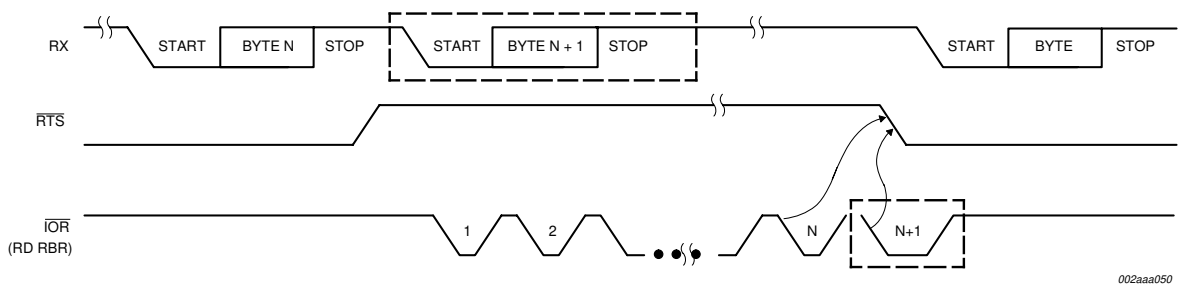 RX START BYTE N STOP START BYTE N + 1 STOP START BYTE STOP
RTS
IOR 1 2 N N+1
(RD RBR)
002aaa050